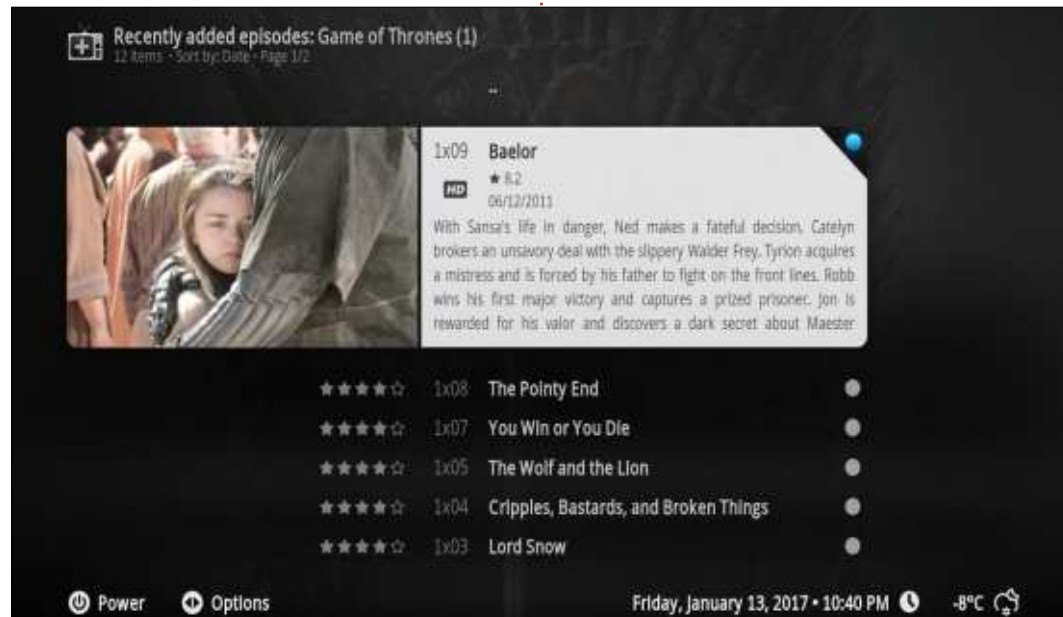 Recently added episodes: Game of Thrones (1)
12 items • Sort by: Date • Page 1/2
..
1x09 Baelor
HD ★ 8.2
06/12/2011
With Sansa's life in danger, Ned makes a fateful decision. Catelyn
brokers an unsavory deal with the slippery Walder Frey. Tyrion acquires
a mistress and is forced by his father to fight on the front lines. Robb
wins his first major victory and captures a prized prisoner. Jon is
rewarded for his valor and discovers a dark secret about Maester
★★★★☆ 1x08 The Pointy End
★★★★☆ 1x07 You Win or You Die
★★★★☆ 1x05 The Wolf and the Lion
★★★★☆ 1x04 Cripples, Bastards, and Broken Things
★★★★☆ 1x03 Lord Snow
Power Options Friday, January 13, 2017 • 10:40 PM -8°C